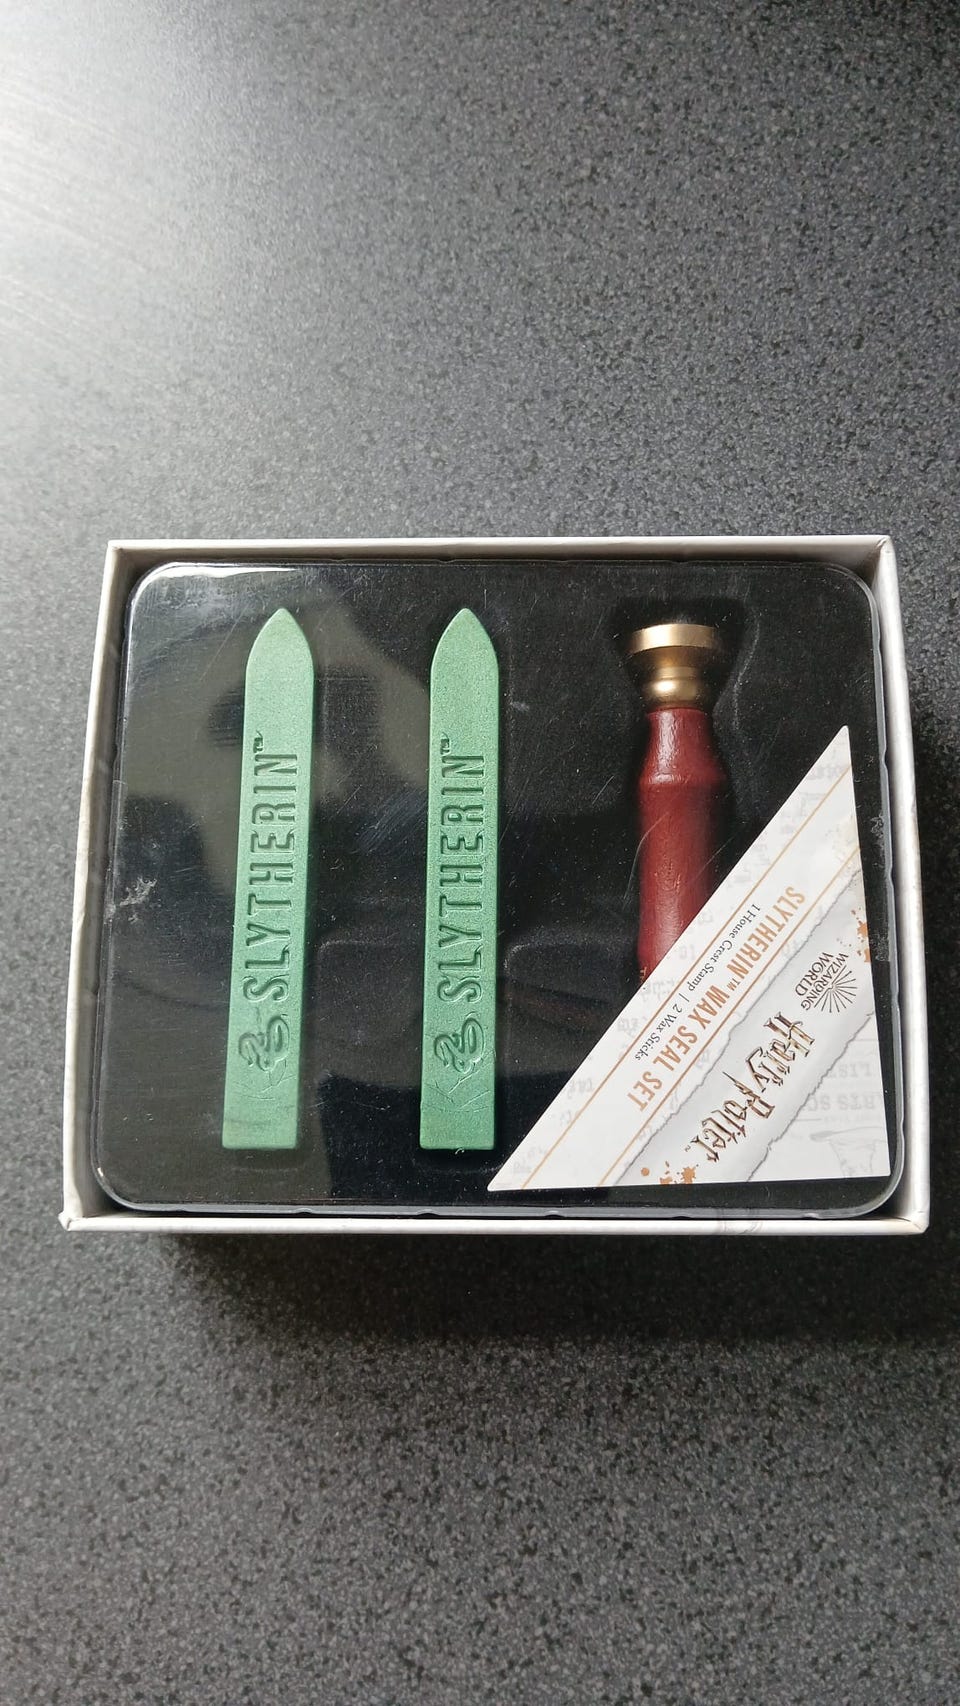 SLYTHERIN™
SLYTHERIN™
SLYTHERIN™ WAX SEAL SET
1 House Crest Stamp | 2 Wax Sticks
WIZARDING
WORLD
Harry Potter